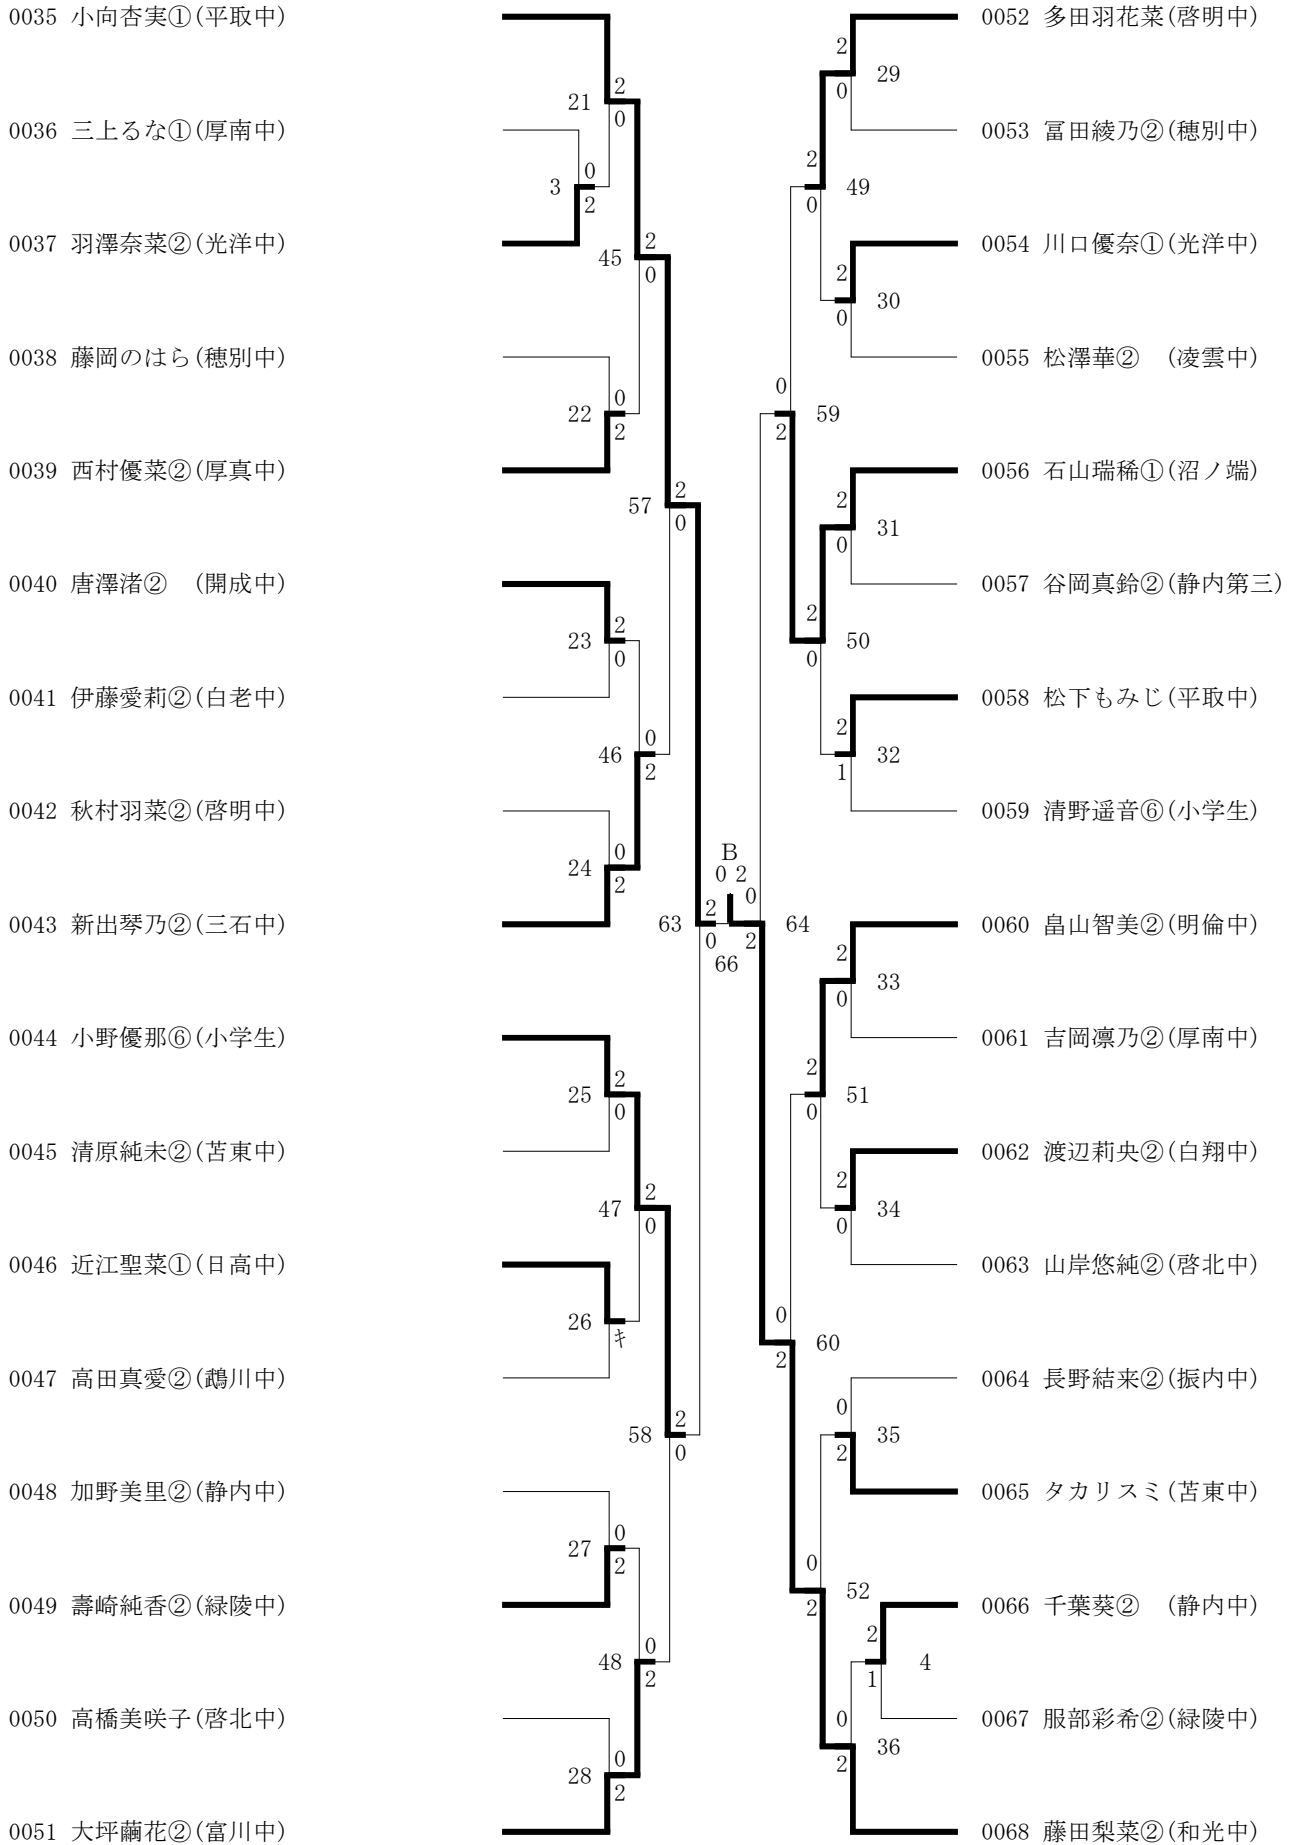 0035 小向杏実①(平取中)
0036 三上るな①(厚南中)
0037 羽澤奈菜②(光洋中)
0038 藤岡のはら(穂別中)
0039 西村優菜②(厚真中)
0040 唐澤渚②　(開成中)
0041 伊藤愛莉②(白老中)
0042 秋村羽菜②(啓明中)
0043 新出琴乃②(三石中)
0044 小野優那⑥(小学生)
0045 清原純未②(苫東中)
0046 近江聖菜①(日高中)
0047 高田真愛②(鵡川中)
0048 加野美里②(静内中)
0049 壽崎純香②(緑陵中)
0050 高橋美咲子(啓北中)
0051 大坪繭花②(富川中)
21
2
0
3
0
2
45
2
0
22
0
2
57
2
0
23
2
0
46
0
2
24
0
2
63
2
0
25
2
0
47
2
0
26
キ
58
2
0
27
0
2
48
0
2
28
0
2
B
0 2
66
0
2
64
2
0
29
2
0
49
2
0
30
0
2
59
2
0
31
2
0
50
2
1
32
2
0
33
2
0
51
2
0
34
0
2
60
0
2
35
0
2
52
2
1
4
0
2
36
0052 多田羽花菜(啓明中)
0053 冨田綾乃②(穂別中)
0054 川口優奈①(光洋中)
0055 松澤華②　(凌雲中)
0056 石山瑞稀①(沼ノ端)
0057 谷岡真鈴②(静内第三)
0058 松下もみじ(平取中)
0059 清野遥音⑥(小学生)
0060 畠山智美②(明倫中)
0061 吉岡凛乃②(厚南中)
0062 渡辺莉央②(白翔中)
0063 山岸悠純②(啓北中)
0064 長野結来②(振内中)
0065 タカリスミ(苫東中)
0066 千葉葵②　(静内中)
0067 服部彩希②(緑陵中)
0068 藤田梨菜②(和光中)